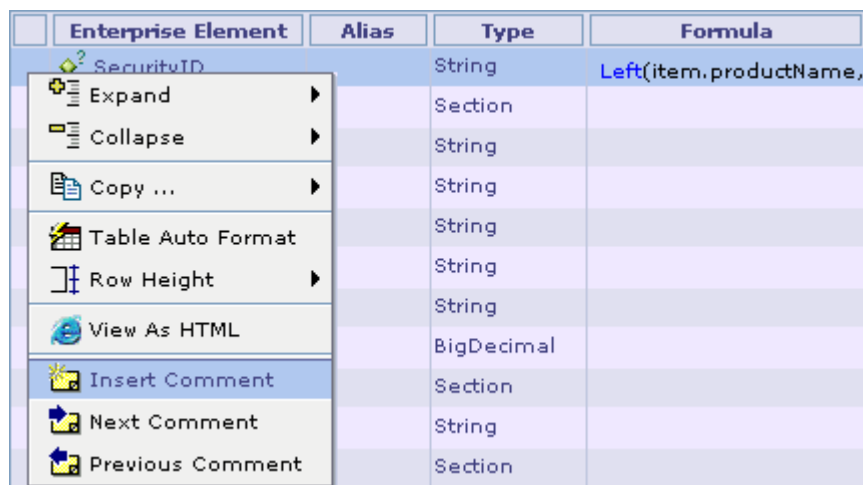 Enterprise Element Alias Type Formula
SecurityID String Left(item.productName,
Expand
Section
Collapse
String
Copy ...
String
Table Auto Format
String
Row Height
String
String
View As HTML
BigDecimal
Insert Comment
Section
Next Comment
String
Previous Comment
Section